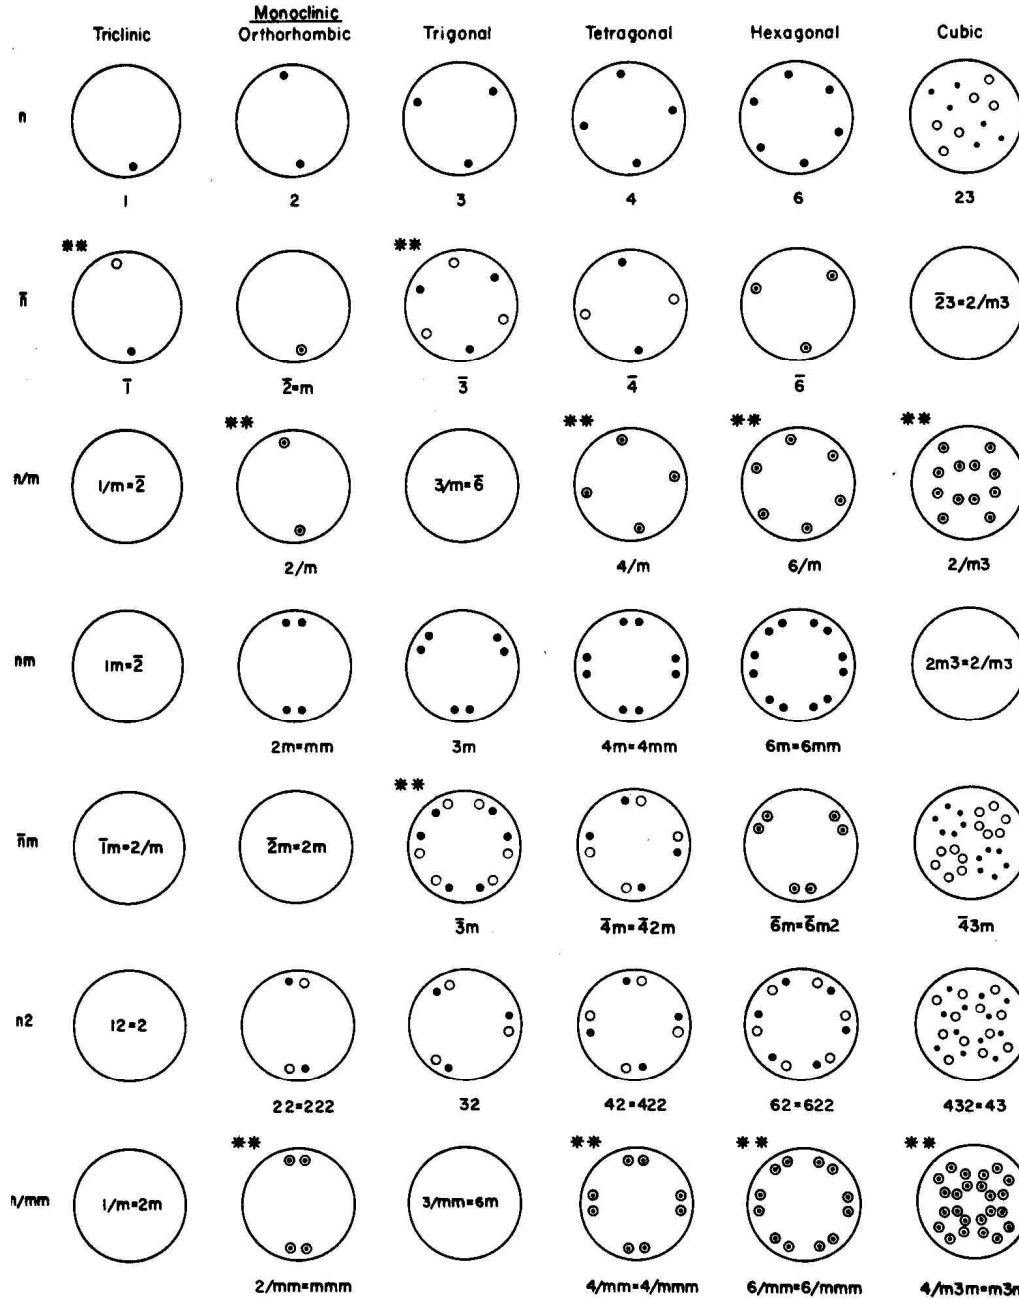 Monoclinic
Triclinic Orthorhombic Trigonal Tetragonal Hexagonal Cubic
n
1 2 3 4 6 23
** **
n̄ 2̄3=2/m3
1̄ 2̄=m 3̄ 4̄ 6̄
** ** ** **
n/m 1/m=2̄ 3/m=6̄
2/m 4/m 6/m 2/m3
nm 1m=2̄ 2m3=2/m3
2m=mm 3m 4m=4mm 6m=6mm
**
n̄m 1̄m=2/m 2̄m=2m
3̄m 4̄m=4̄2m 6̄m=6̄m2 4̄3m
n2 12=2
22=222 32 42=422 62=622 432=43
** ** ** **
n/mm 1/m=2m 3/mm=6m
2/mm=mmm 4/mm=4/mmm 6/mm=6/mmm 4/m3m=m3m